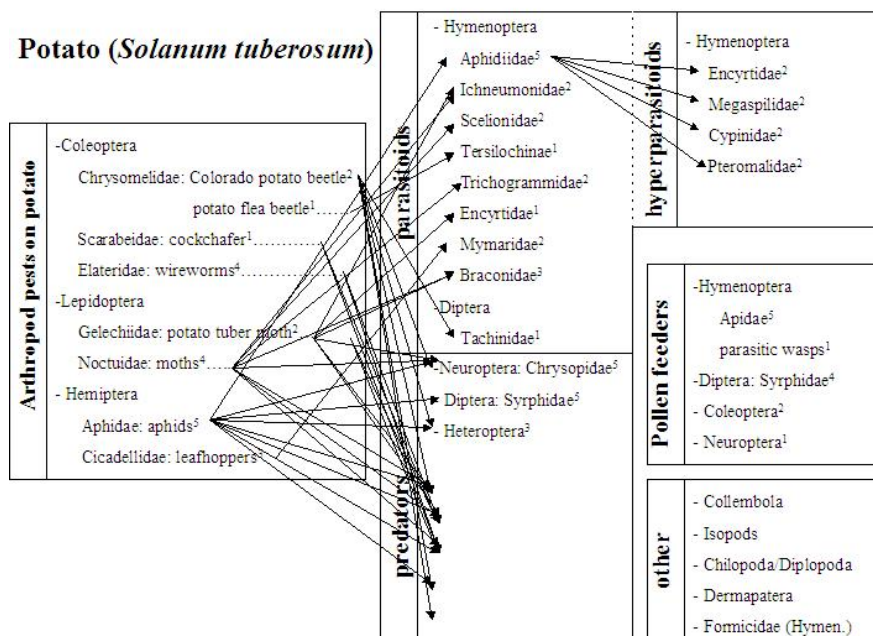 Potato (Solanum tuberosum)
Arthropod pests on potato
-Coleoptera
Chrysomelidae: Colorado potato beetle²
potato flea beetle¹
Scarabeidae: cockchafer¹
Elateridae: wireworms⁴
-Lepidoptera
Gelechiidae: potato tuber moth²
Noctuidae: moths⁴
- Hemiptera
Aphidae: aphids⁵
Cicadellidae: leafhoppers
parasitoids
- Hymenoptera
Aphidiidae⁵
Ichneumonidae²
Scelionidae²
Tersilochinae¹
Trichogrammidae²
Encyrtidae¹
Mymaridae²
Braconidae³
-Diptera
Tachinidae¹
predators
-Neuroptera: Chrysopidae⁵
Diptera: Syrphidae⁵
- Heteroptera³
hyperparasitoids
- Hymenoptera
Encyrtidae²
Megaspilidae²
Cypinidae²
Pteromalidae²
Pollen feeders
-Hymenoptera
Apidae⁵
parasitic wasps¹
-Diptera: Syrphidae⁴
- Coleoptera²
- Neuroptera¹
other
- Collembola
- Isopods
- Chilopoda/Diplopoda
- Dermapatera
- Formicidae (Hymen.)